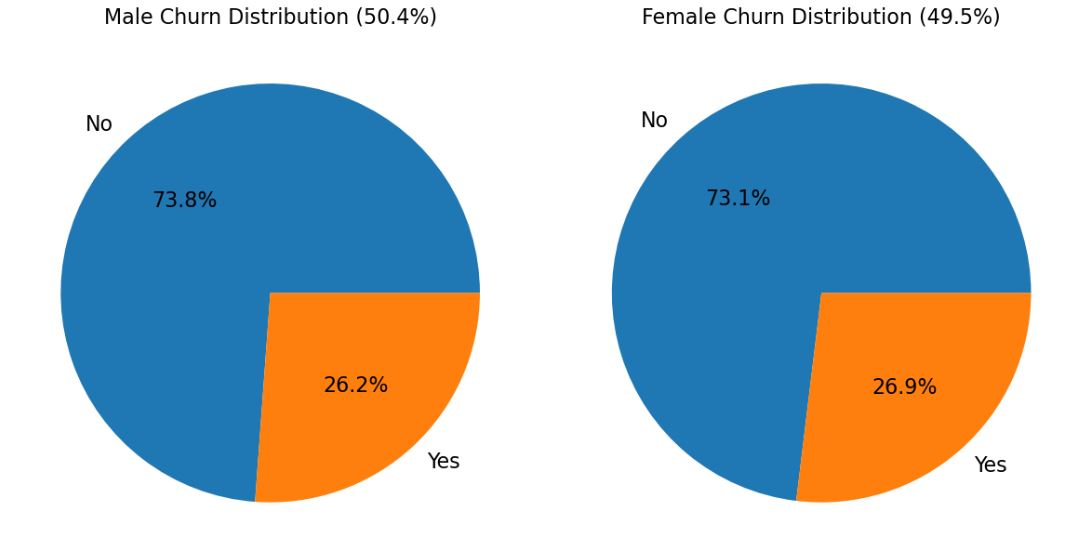 Male Churn Distribution (50.4%)
No
73.8%
26.2%
Yes
Female Churn Distribution (49.5%)
No
73.1%
26.9%
Yes